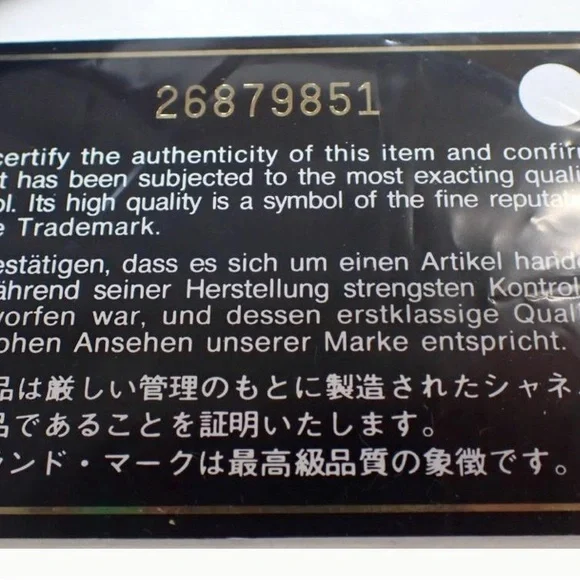 26879851
certify the authenticity of this item and confir
t has been subjected to the most exacting quali
ol. Its high quality is a symbol of the fine reputat
e Trademark.
estätigen, dass es sich um einen Artikel hande
ährend seiner Herstellung strengsten Kontrol
vorfen war, und dessen erstklassige Quali
ohen Ansehen unserer Marke entspricht.
品は厳しい管理のもとに製造されたシャネ
品であることを証明いたします。
ランド・マークは最高級品質の象徴です。